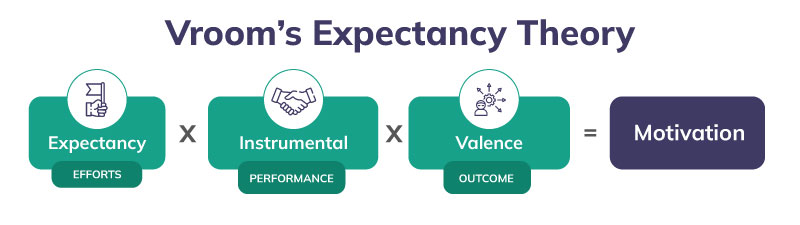 Vroom's Expectancy Theory
Expectancy X Instrumental X Valence = Motivation
EFFORTS PERFORMANCE OUTCOME